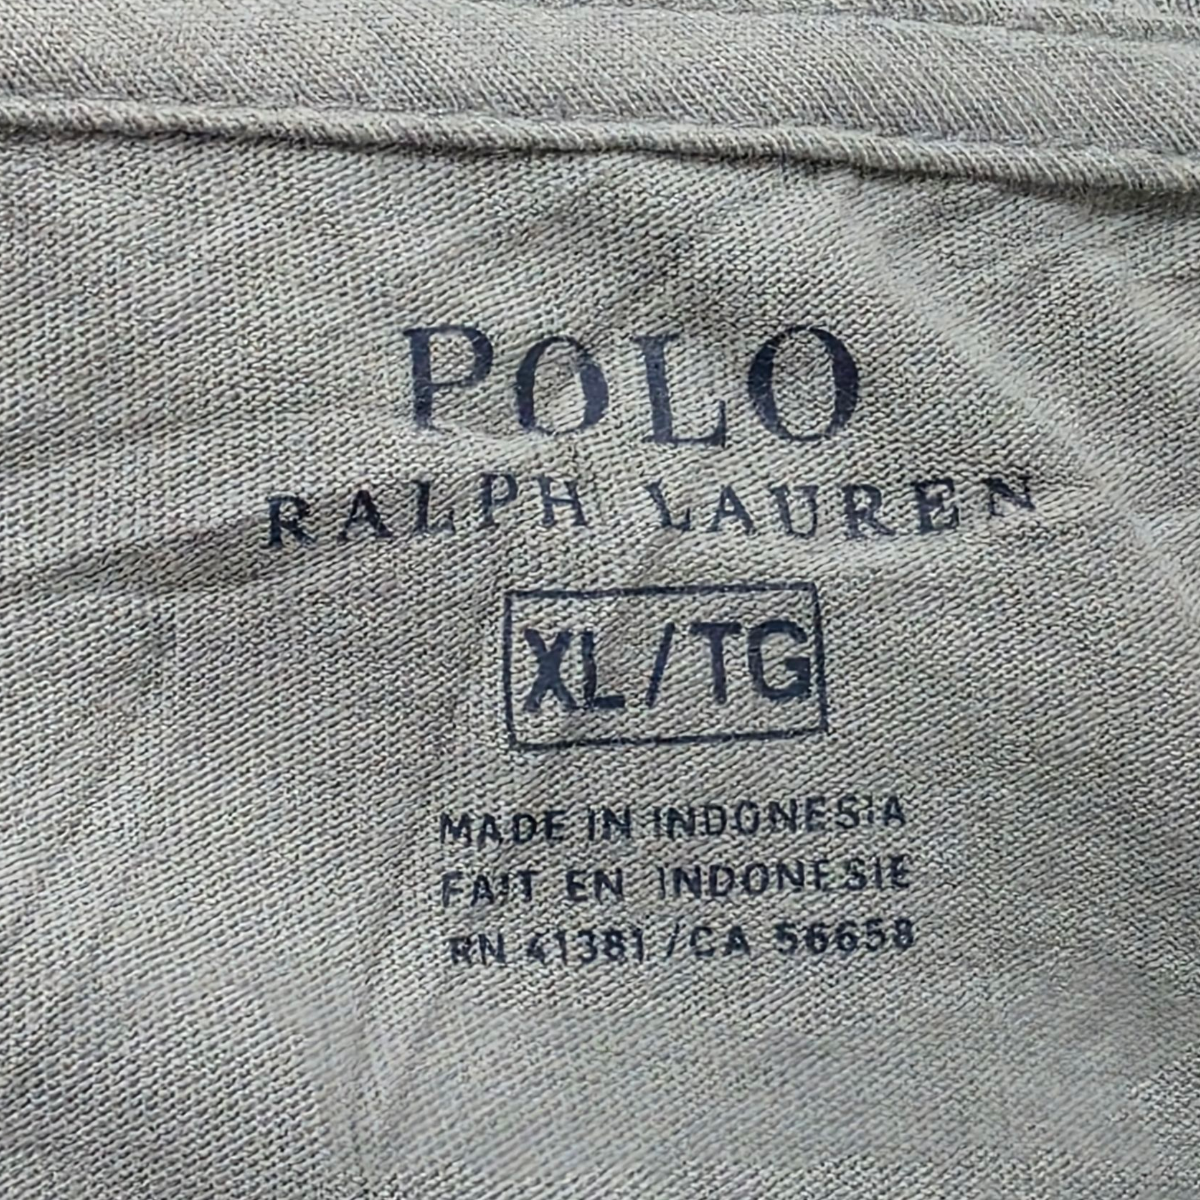 POLO
RALPH LAUREN
XL/TG
MADE IN INDONESIA
FAIT EN INDONESIE
RN 41381/CA 56658